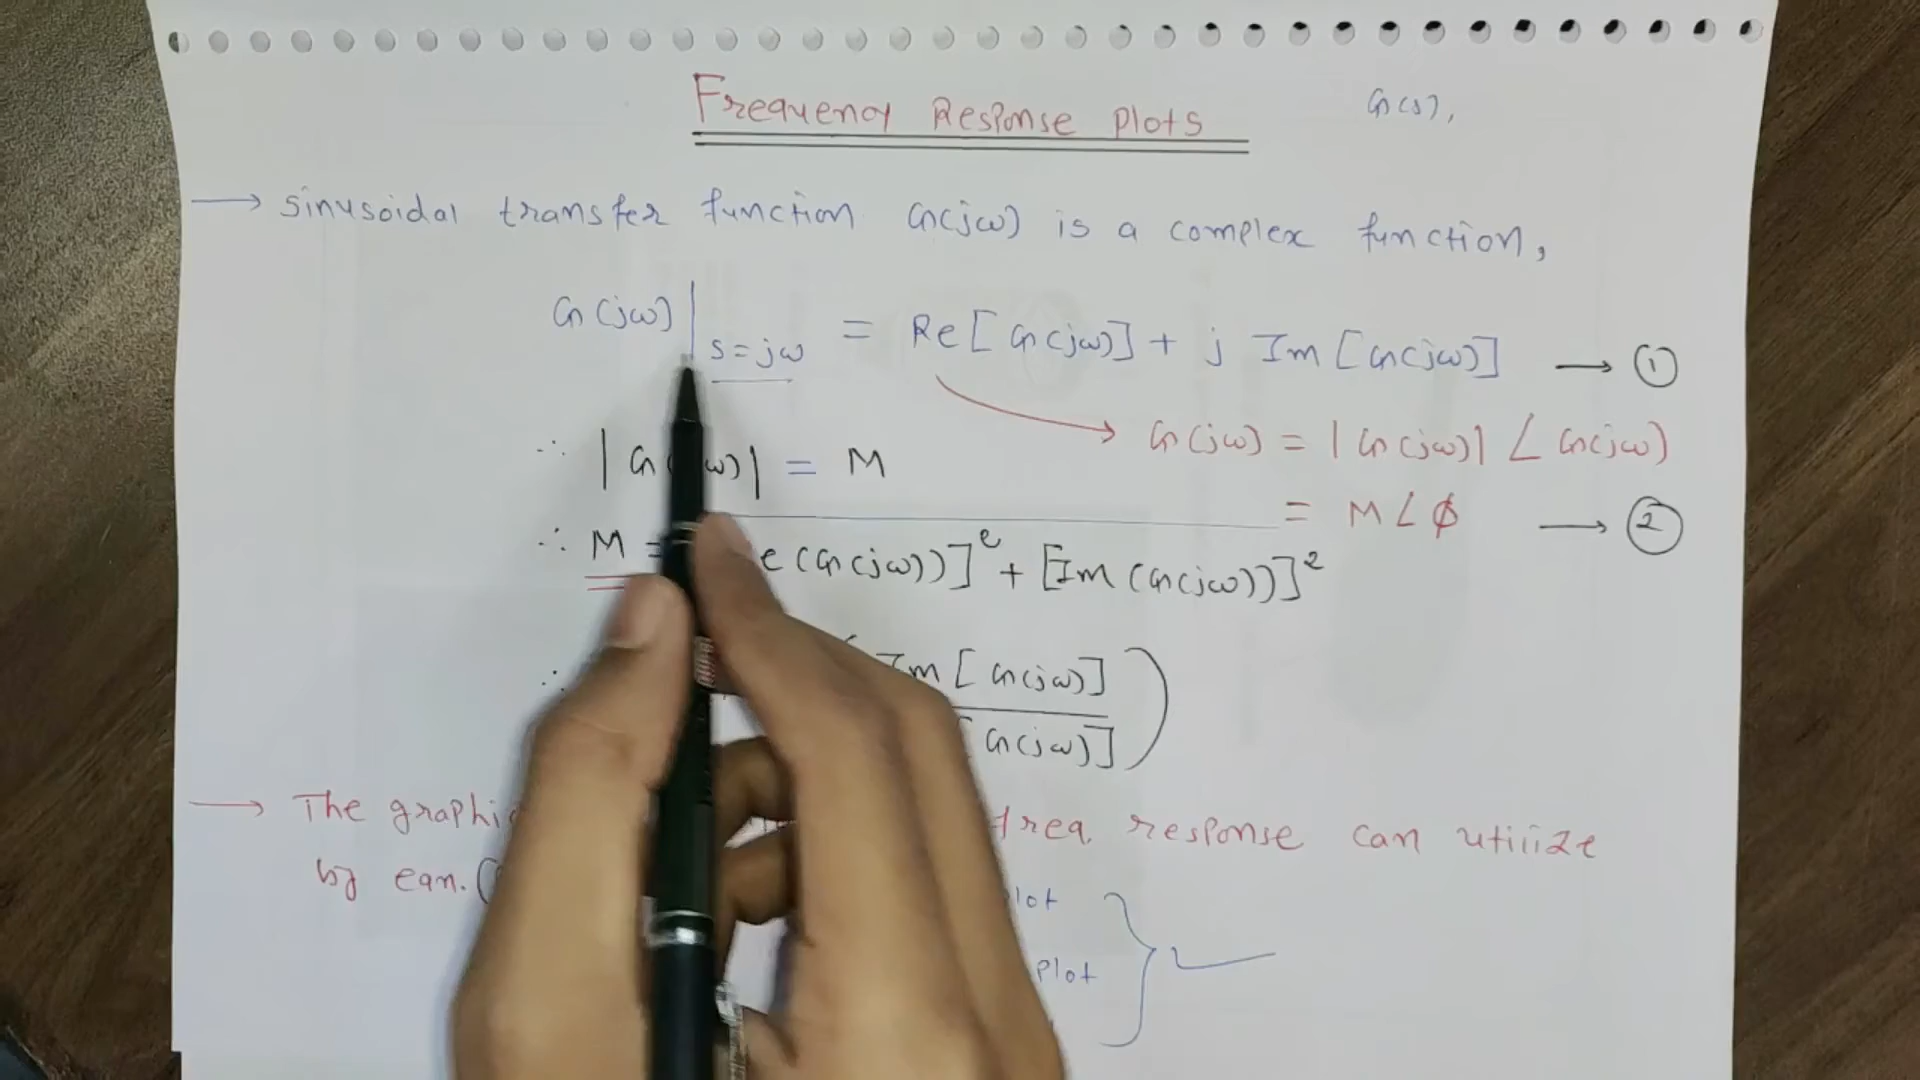 Frequency Response Plots
G(s),
→ sinusoidal transfer function G(jω) is a complex function,
G(jω)|s=jω = Re[G(jω)] + j Im[G(jω)] → ①
G(jω) = |G(jω)| ∠G(jω)
∴ |G(jω)| = M
= M∠ϕ → ②
∴ M = e(G(jω))]² + [Im(G(jω))]²
∴ Im[G(jω)]
G(jω)]
→ The graphi freq. response can utilize
by eqn. (
lot
Plot